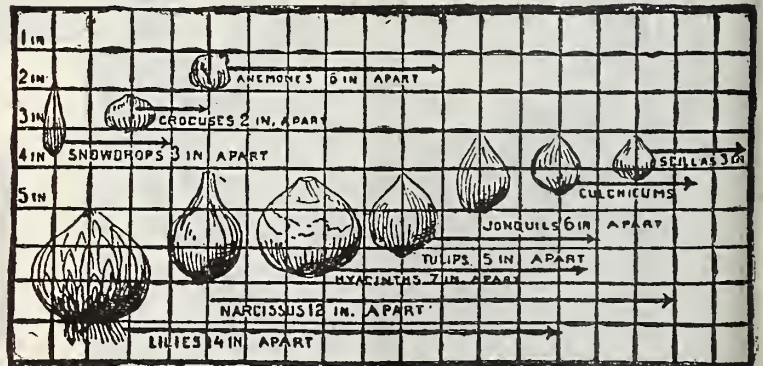 1 IN
2 IN
ANEMONES 6 IN APART
3 IN
CROCUSES 2 IN, APART
4 IN
SNOWDROPS 3 IN APART
SCILLAS 3 IN
CULCHICUMS
5 IN
JONQUILS 6 IN APART
TULIPS. 5 IN APART
HYACINTHS. 7 IN. APART
NARCISSUS 12 IN. APART
LILIES 14 IN APART